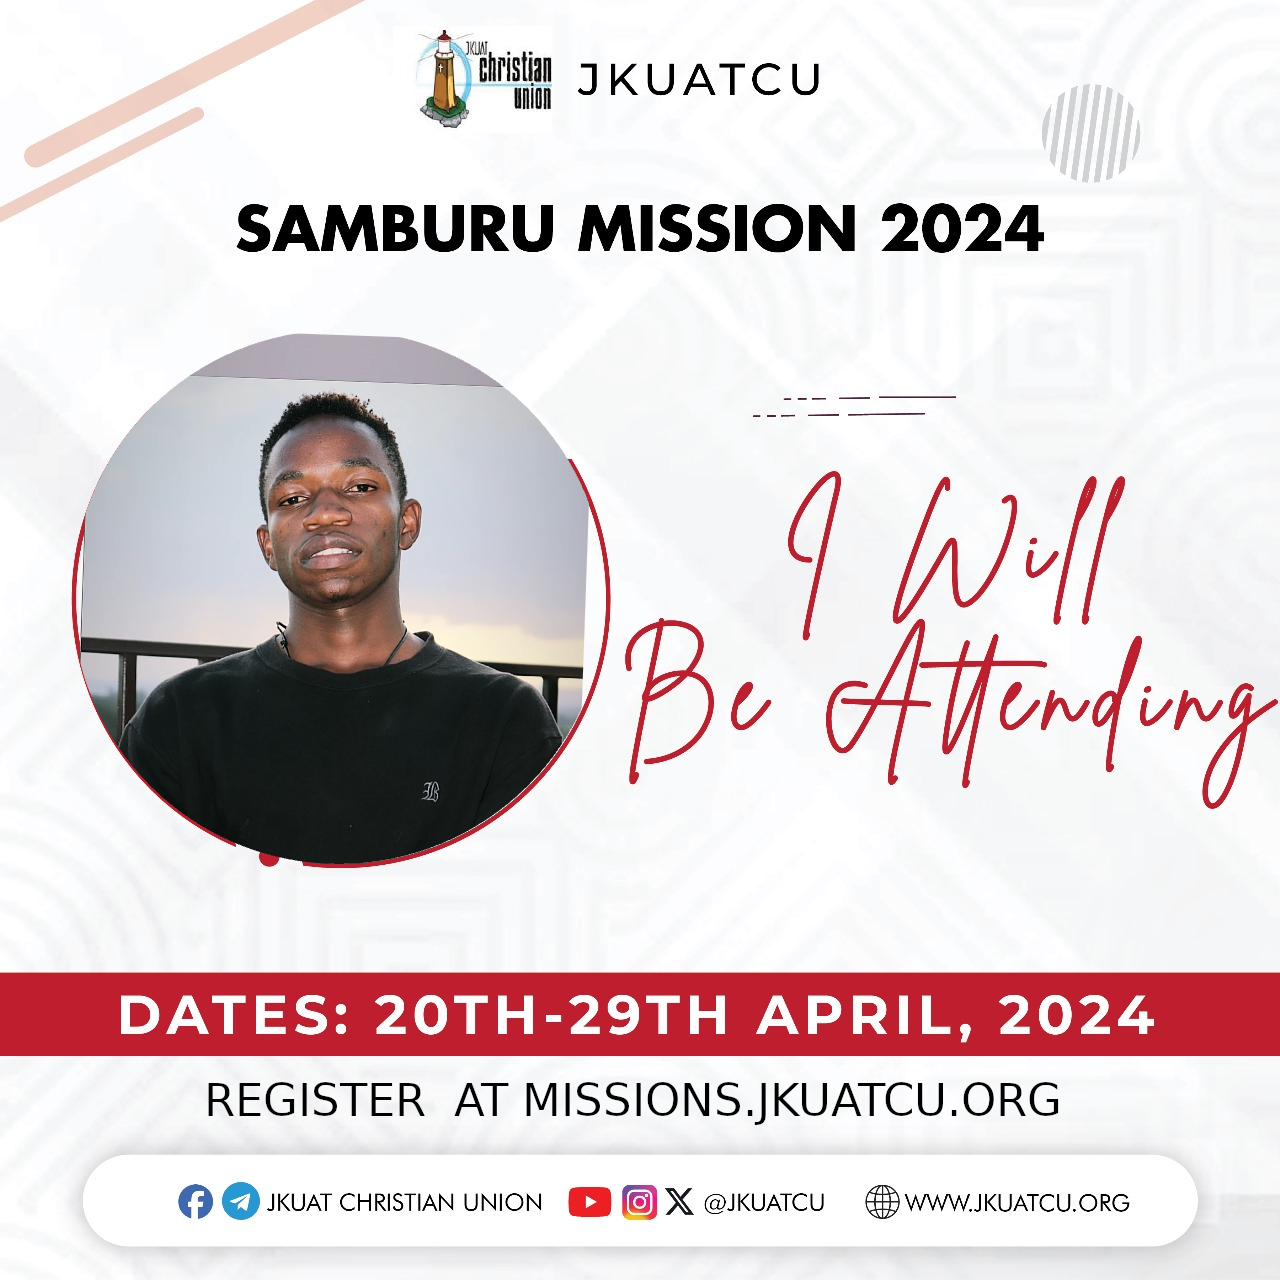 JKUAT
christian
union
JKUATCU
SAMBURU MISSION 2024
I Will
Be Attending
B
DATES: 20TH-29TH APRIL, 2024
REGISTER  AT MISSIONS.JKUATCU.ORG
JKUAT CHRISTIAN UNION @JKUATCU WWW.JKUATCU.ORG